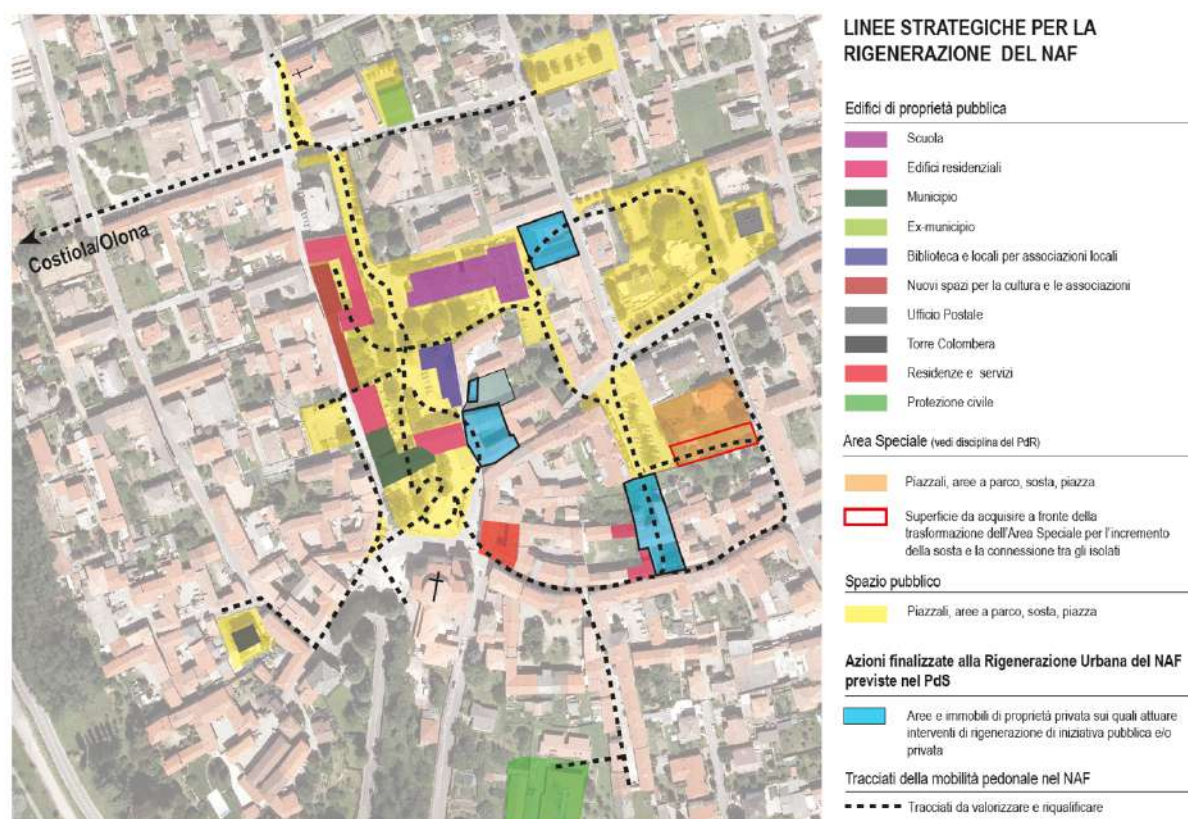 LINEE STRATEGICHE PER LA
RIGENERAZIONE DEL NAF
Edifici di proprietà pubblica
Scuola
Edifici residenziali
Municipio
Ex-municipio
Biblioteca e locali per associazioni locali
Nuovi spazi per la cultura e le associazioni
Ufficio Postale
Torre Colombera
Residenze e servizi
Protezione civile
Area Speciale (vedi disciplina del PdR)
Piazzali, aree a parco, sosta, piazza
Superficie da acquisire a fronte della
trasformazione dell'Area Speciale per l'incremento
della sosta e la connessione tra gli isolati
Spazio pubblico
Piazzali, aree a parco, sosta, piazza
Azioni finalizzate alla Rigenerazione Urbana del NAF
previste nel PdS
Aree e immobili di proprietà privata sui quali attuare
interventi di rigenerazione di iniziativa pubblica e/o
privata
Tracciati della mobilità pedonale nel NAF
Tracciati da valorizzare e riqualificare
Costiola/Olona